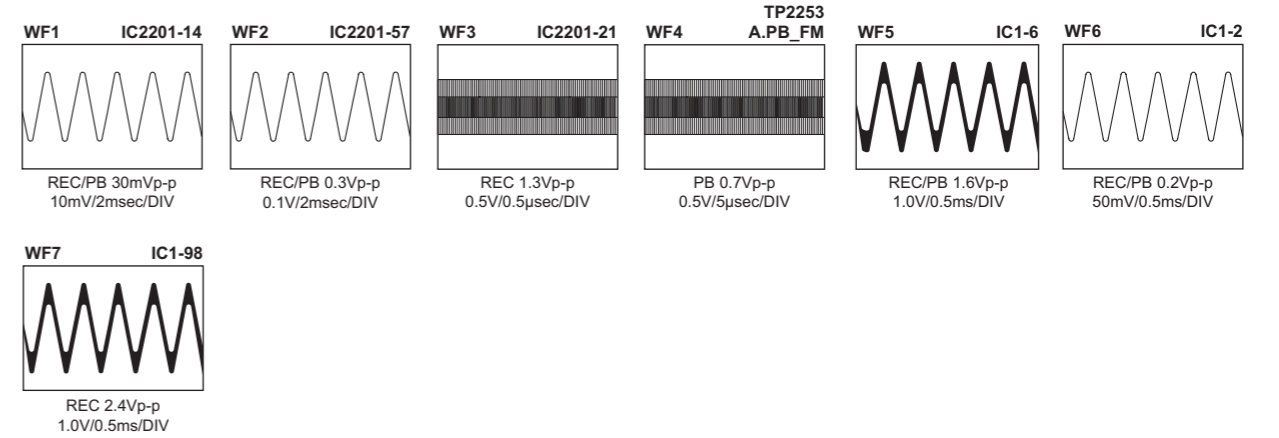 WF1 IC2201-14
REC/PB 30mVp-p
10mV/2msec/DIV
WF2 IC2201-57
REC/PB 0.3Vp-p
0.1V/2msec/DIV
WF3 IC2201-21
REC 1.3Vp-p
0.5V/0.5µsec/DIV
TP2253
WF4 A.PB_FM
PB 0.7Vp-p
0.5V/5µsec/DIV
WF5 IC1-6
REC/PB 1.6Vp-p
1.0V/0.5ms/DIV
WF6 IC1-2
REC/PB 0.2Vp-p
50mV/0.5ms/DIV
WF7 IC1-98
REC 2.4Vp-p
1.0V/0.5ms/DIV